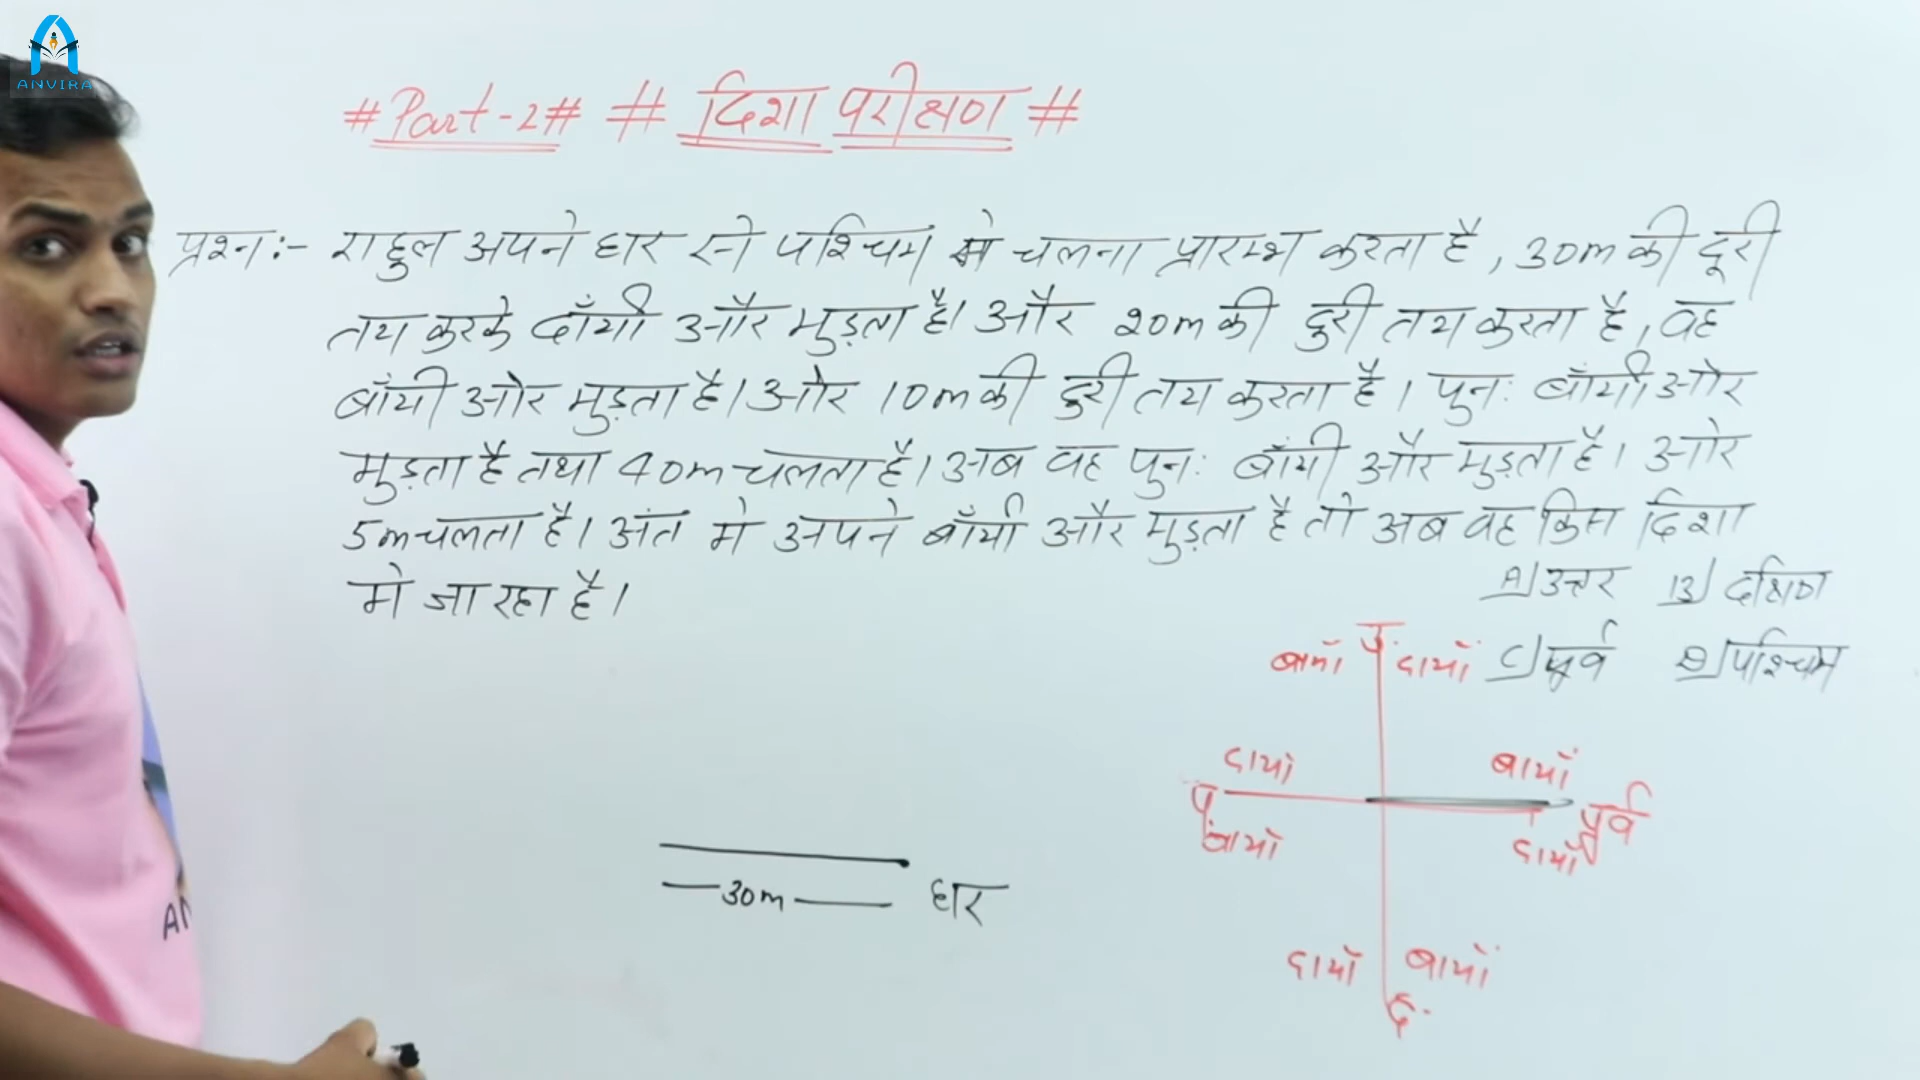 ANVIRA
#Part-2# # दिशा परीक्षण #
प्रश्न:- राहुल अपने घर से पश्चिम में चलना प्रारम्भ करता है, 30m की दूरी
तय करके दाँयी और मुड़ता है। और 20m की दुरी तय करता है, वह
बाँयी ओर मुड़ता है। ओर 10m की दुरी तय करता है। पुन: बाँयी ओर
मुड़ता है तथा 40m चलता है। अब वह पुन: बाँयी और मुड़ता है। ओर
5m चलता है। अंत मे अपने बाँयी और मुड़ता है तो अब वह किस दिशा
मे जा रहा है।
A) उत्तर B) दक्षिण
C) पूर्व D) पश्चिम
उ.
बायाँ दायाँ
दायाँ बायाँ
प. पूर्व
बायाँ दायाँ
30m घर
दायाँ बायाँ
द.